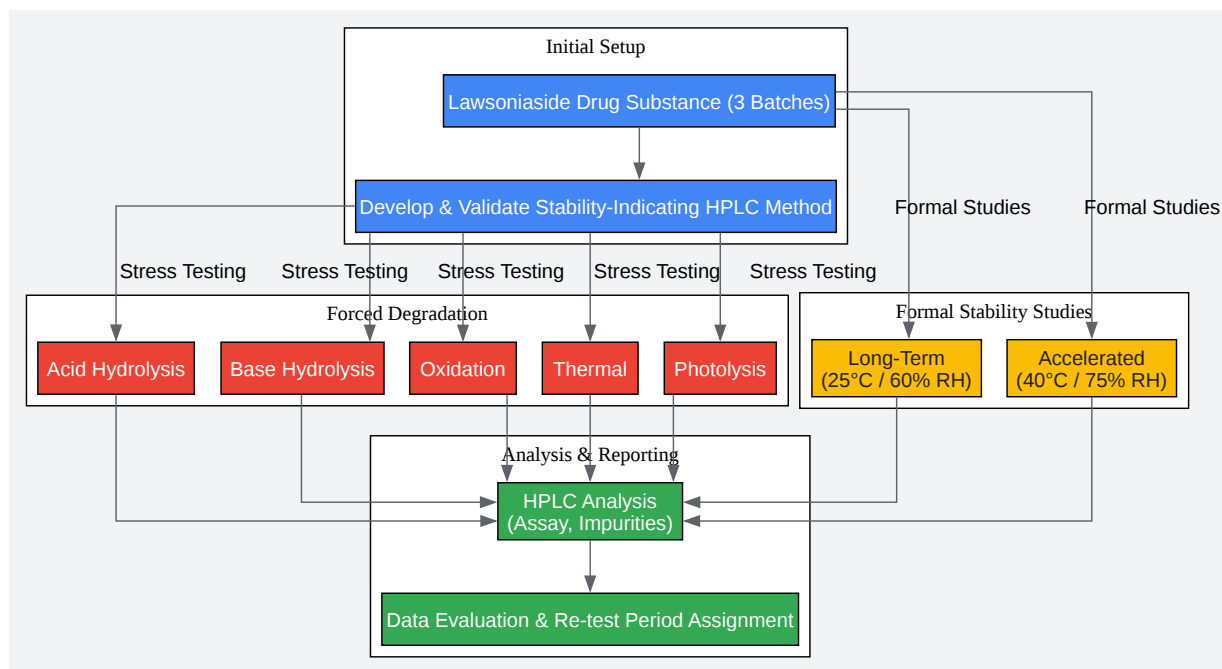 Initial Setup
Lawsoniaside Drug Substance (3 Batches)
Develop & Validate Stability-Indicating HPLC Method
Formal Studies
Formal Studies
Stress Testing
Stress Testing
Stress Testing
Stress Testing
Stress Testing
Forced Degradation
Formal Stability Studies
Acid Hydrolysis
Base Hydrolysis
Oxidation
Thermal
Photolysis
Long-Term
(25°C / 60% RH)
Accelerated
(40°C / 75% RH)
Analysis & Reporting
HPLC Analysis
(Assay, Impurities)
Data Evaluation & Re-test Period Assignment